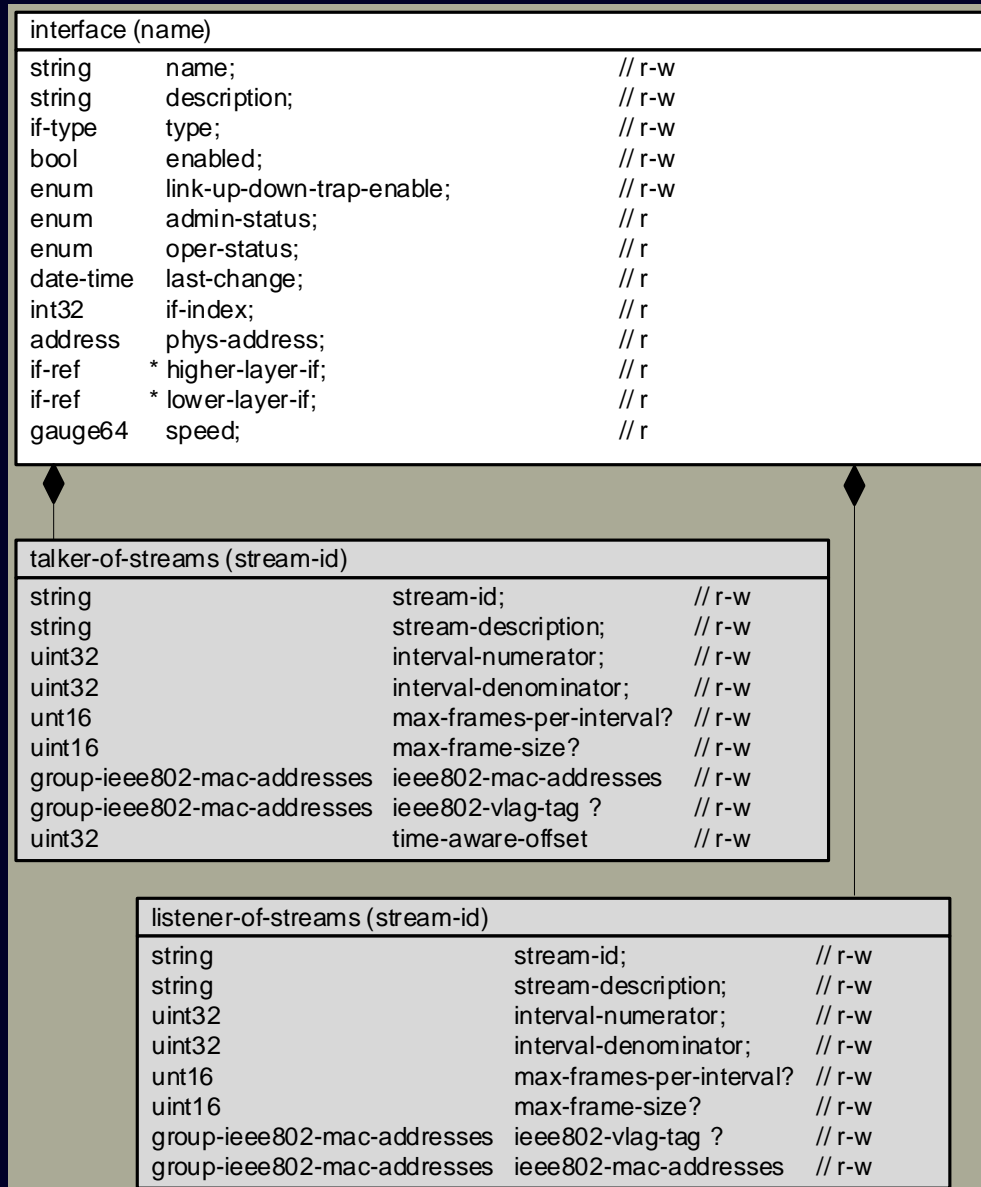 interface (name)
string name; // r-w
string description; // r-w
if-type type; // r-w
bool enabled; // r-w
enum link-up-down-trap-enable; // r-w
enum admin-status; // r
enum oper-status; // r
date-time last-change; // r
int32 if-index; // r
address phys-address; // r
if-ref * higher-layer-if; // r
if-ref * lower-layer-if; // r
gauge64 speed; // r
talker-of-streams (stream-id)
string stream-id; // r-w
string stream-description; // r-w
uint32 interval-numerator; // r-w
uint32 interval-denominator; // r-w
unt16 max-frames-per-interval? // r-w
uint16 max-frame-size? // r-w
group-ieee802-mac-addresses ieee802-mac-addresses // r-w
group-ieee802-mac-addresses ieee802-vlag-tag ? // r-w
uint32 time-aware-offset // r-w
listener-of-streams (stream-id)
string stream-id; // r-w
string stream-description; // r-w
uint32 interval-numerator; // r-w
uint32 interval-denominator; // r-w
unt16 max-frames-per-interval? // r-w
uint16 max-frame-size? // r-w
group-ieee802-mac-addresses ieee802-vlag-tag ? // r-w
group-ieee802-mac-addresses ieee802-mac-addresses // r-w